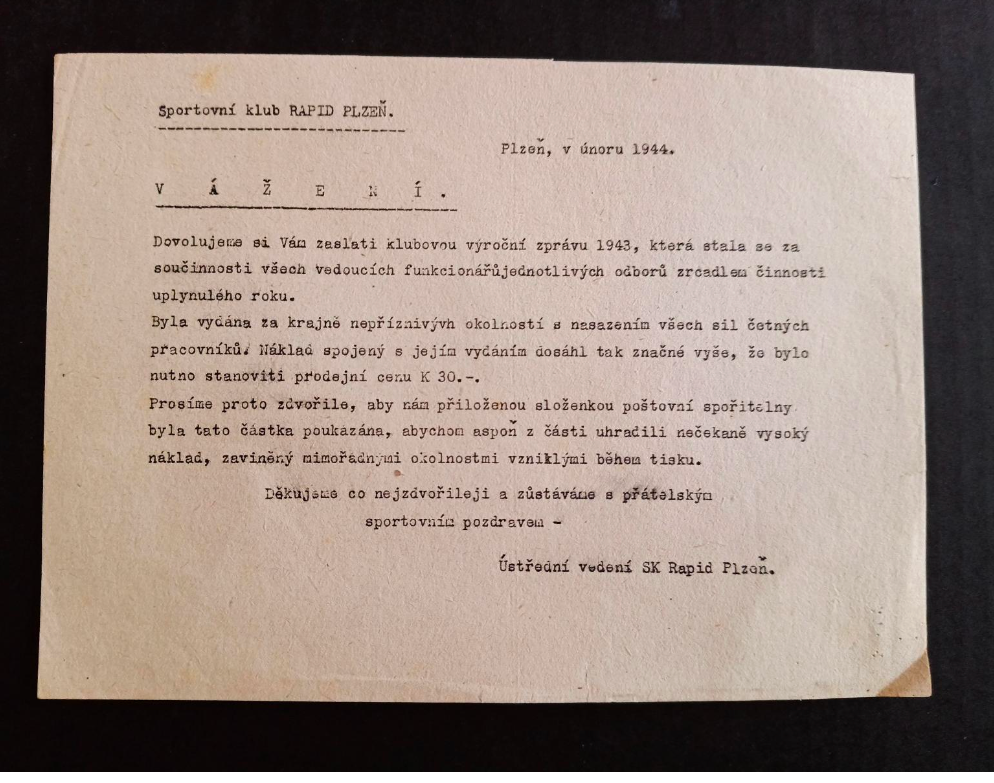 Sportovní klub RAPID PLZEŇ.
Plzeň, v únoru 1944.
V Á Ž E N Í .
Dovolujeme si Vám zaslati klubovou výroční zprávu 1943, která stala se za
součinnosti všech vedoucích funkcionářůjednotlivých odborů zrcadlem činnosti
uplynulého roku.
Byla vydána za krajně nepříznivývh okolností s nasazením všech sil četných
pracovníků. Náklad spojený s jejím vydáním dosáhl tak značné výše, že bylo
nutno stanoviti prodejní cenu K 30.-.
Prosíme proto zdvořile, aby nám přiloženou složenkou poštovní spořitelny
byla tato částka poukázána, abychom aspoň z části uhradili nečekaně vysoký
náklad, zaviněný mimořádnými okolnostmi vzniklými během tisku.
Děkujeme co nejzdvořileji a zůstáváme s přátelským
sportovním pozdravem -
Ústřední vedení SK Rapid Plzeň.